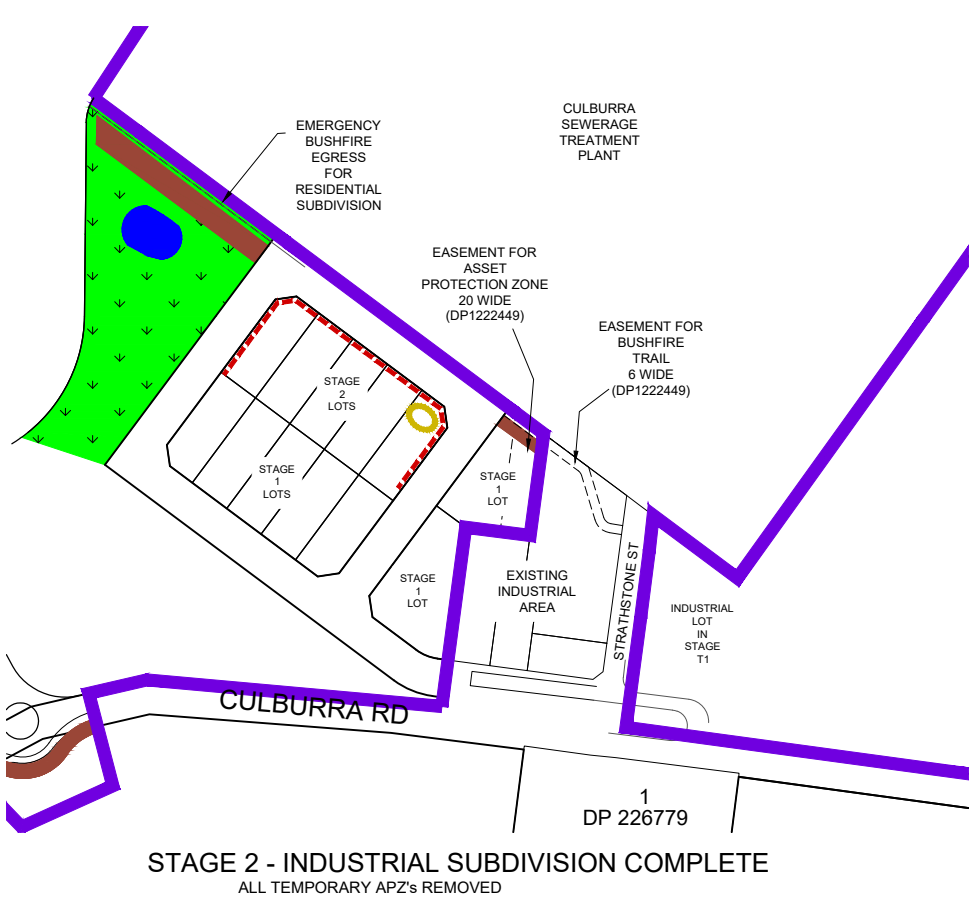 CULBURRA
SEWERAGE
TREATMENT
PLANT
EMERGENCY
BUSHFIRE
EGRESS
FOR
RESIDENTIAL
SUBDIVISION
EASEMENT FOR
ASSET
PROTECTION ZONE
20 WIDE
(DP1222449)
EASEMENT FOR
BUSHFIRE
TRAIL
6 WIDE
(DP1222449)
STAGE
2
LOTS
STAGE
1
LOTS
STAGE
1
LOT
STAGE
1
LOT
EXISTING
INDUSTRIAL
AREA
STRATHSTONE ST
INDUSTRIAL
LOT
IN
STAGE
T1
CULBURRA RD
1
DP 226779
STAGE 2 - INDUSTRIAL SUBDIVISION COMPLETE
ALL TEMPORARY APZ's REMOVED